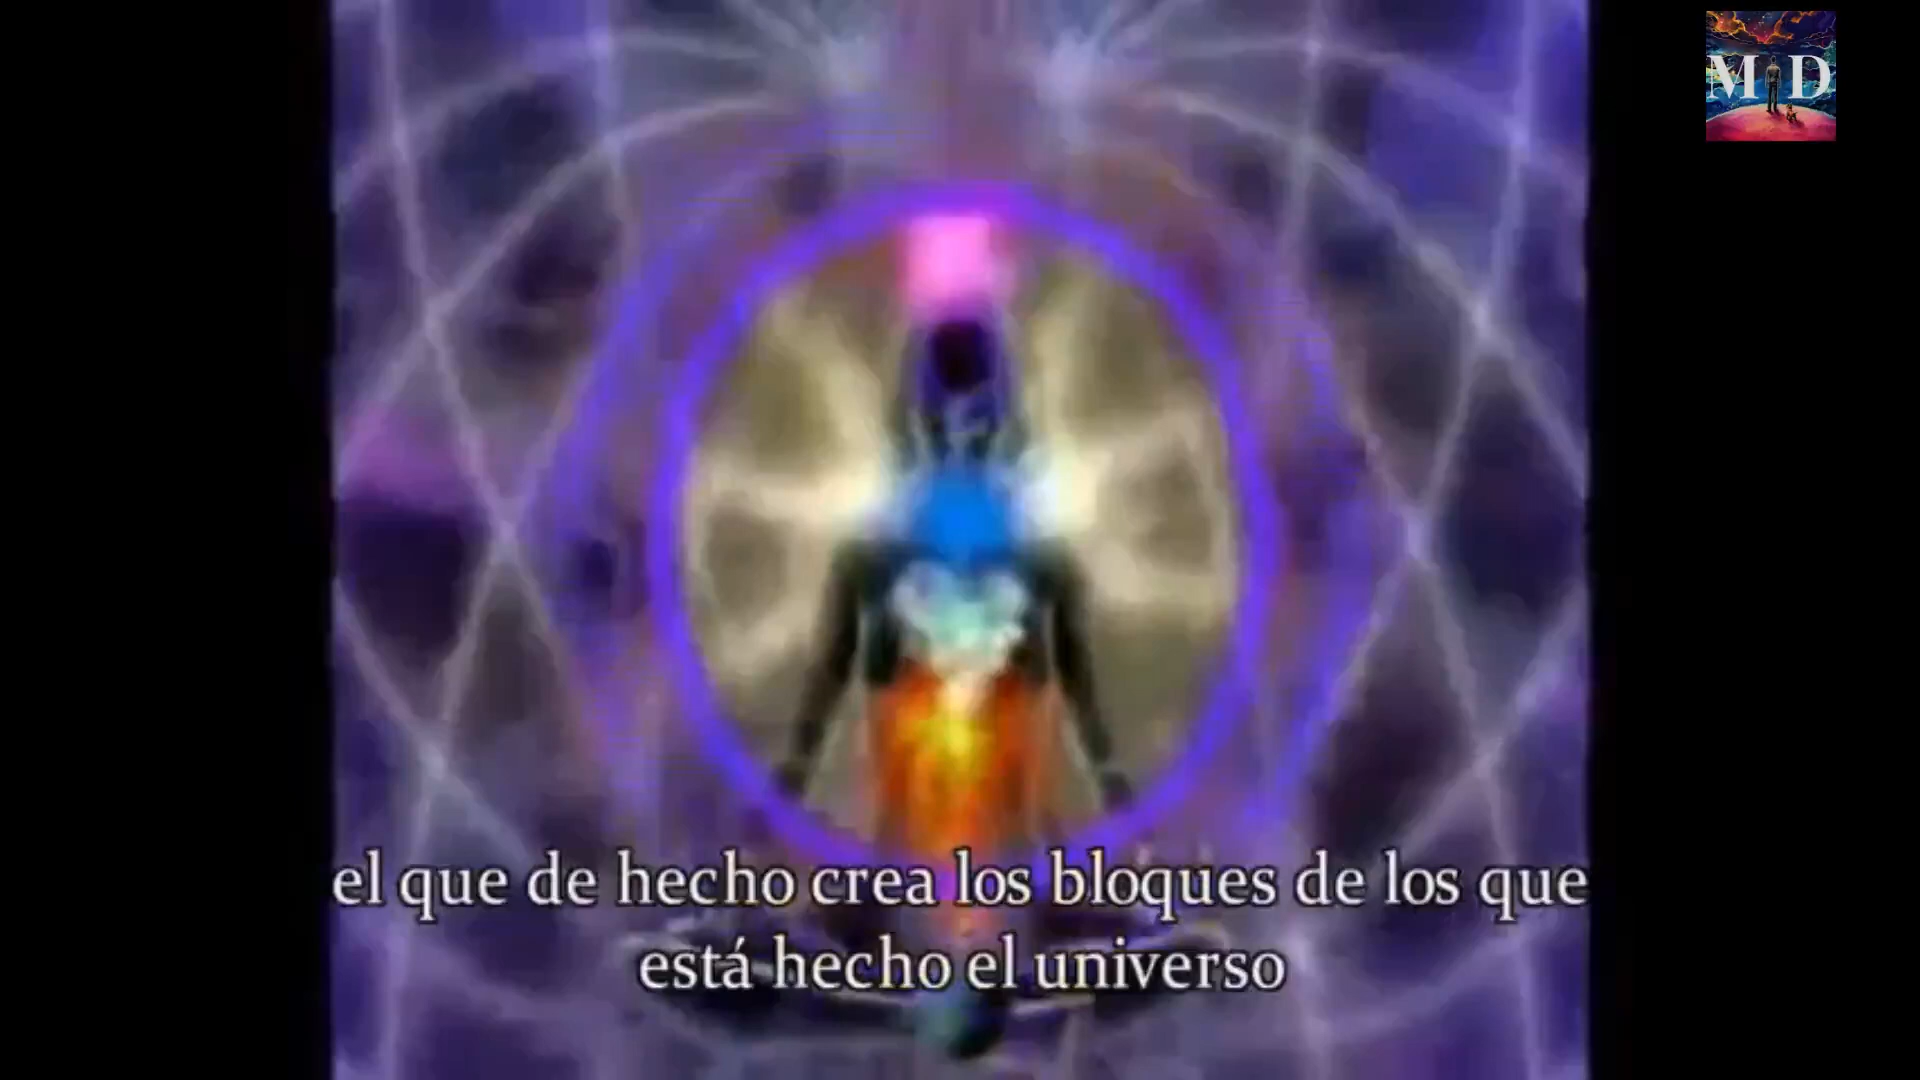 M D
el que de hecho crea los bloques de los que
está hecho el universo